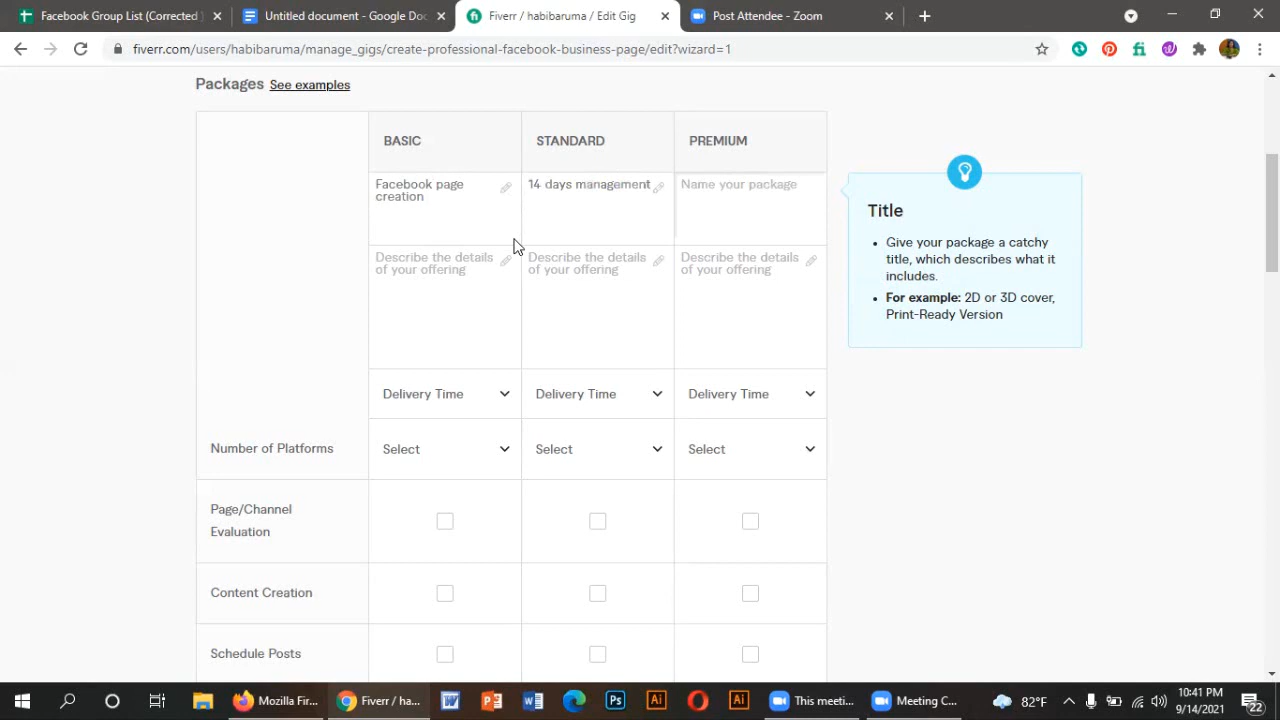 Facebook Group List (Corrected
Untitled document - Google Doc
Fiverr / habibaruma / Edit Gig
Post Attendee - Zoom
fiverr.com/users/habibaruma/manage_gigs/create-professional-facebook-business-page/edit?wizard=1
Packages See examples
BASIC STANDARD PREMIUM
Facebook page
creation
14 days management
Name your package
Describe the details
of your offering
Describe the details
of your offering
Describe the details
of your offering
Delivery Time Delivery Time Delivery Time
Number of Platforms Select Select Select
Page/Channel
Evaluation
Content Creation
Schedule Posts
Title
• Give your package a catchy
title, which describes what it
includes.
• For example: 2D or 3D cover,
Print-Ready Version
Mozilla Fir...
Fiverr / ha...
This meeti...
Meeting C...
82°F
10:41 PM
9/14/2021
22